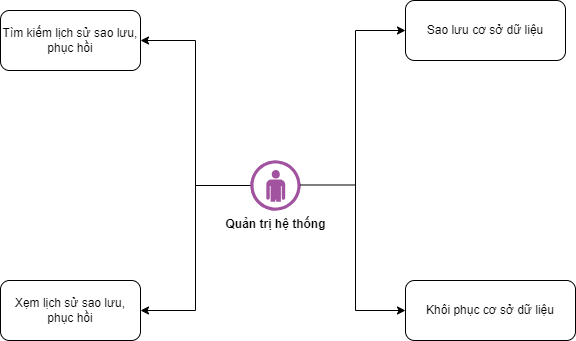 Tìm kiếm lịch sử sao lưu,
phục hồi
Sao lưu cơ sở dữ liệu
Quản trị hệ thống
Xẹm lịch sử sao lưu,
phục hồi
Khôi phục cơ sở dữ liệu